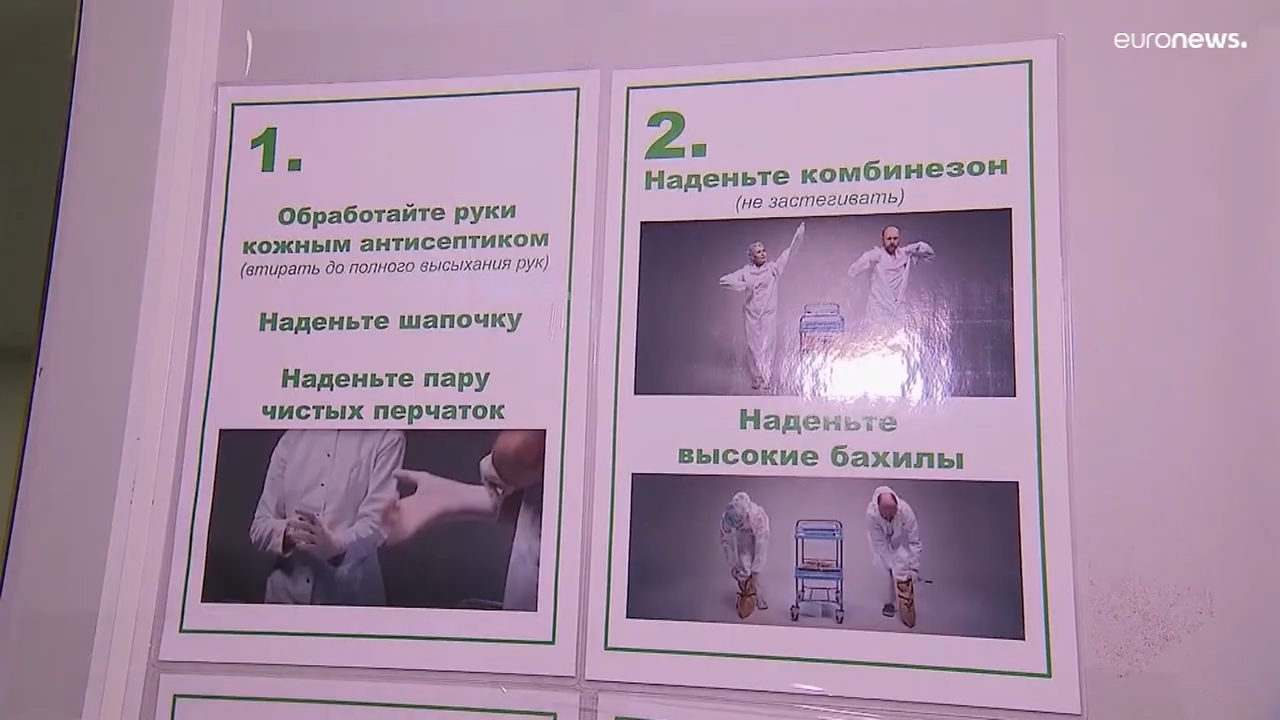 euronews.
1.
Обработайте руки
кожным антисептиком
(втирать до полного высыхания рук)
Наденьте шапочку
Наденьте пару
чистых перчаток
2.
Наденьте комбинезон
(не застегивать)
Наденьте
высокие бахилы